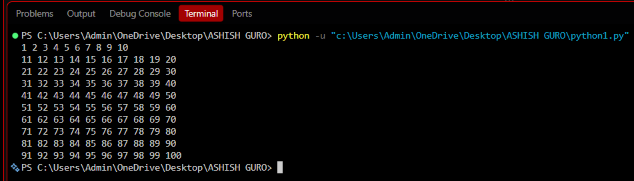 Problems Output Debug Console Terminal Ports
PS C:\Users\Admin\OneDrive\Desktop\ASHISH GURO> python -u "c:\Users\Admin\OneDrive\Desktop\ASHISH GURO\python1.py"
1 2 3 4 5 6 7 8 9 10
11 12 13 14 15 16 17 18 19 20
21 22 23 24 25 26 27 28 29 30
31 32 33 34 35 36 37 38 39 40
41 42 43 44 45 46 47 48 49 50
51 52 53 54 55 56 57 58 59 60
61 62 63 64 65 66 67 68 69 70
71 72 73 74 75 76 77 78 79 80
81 82 83 84 85 86 87 88 89 90
91 92 93 94 95 96 97 98 99 100
PS C:\Users\Admin\OneDrive\Desktop\ASHISH GURO>